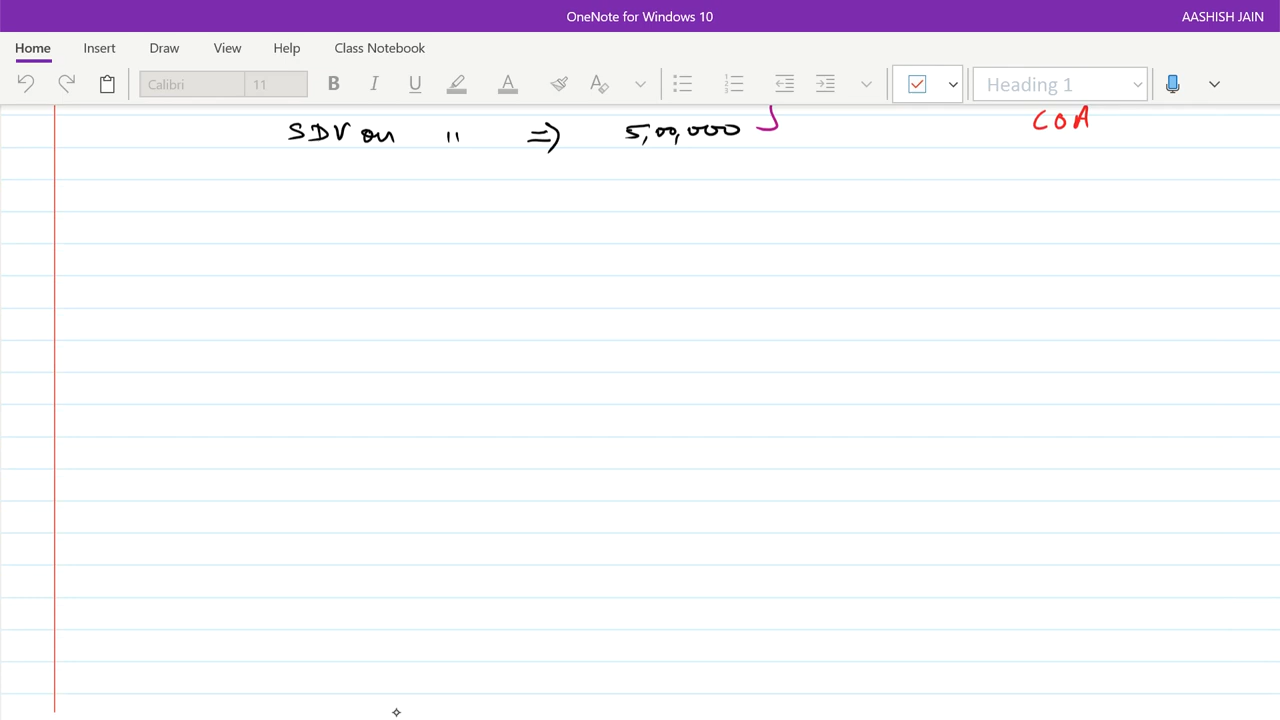 OneNote for Windows 10
AASHISH JAIN
Home Insert Draw View Help Class Notebook
Calibri 11 B I U A A Heading 1
SDV on " => 5,00,000
COA